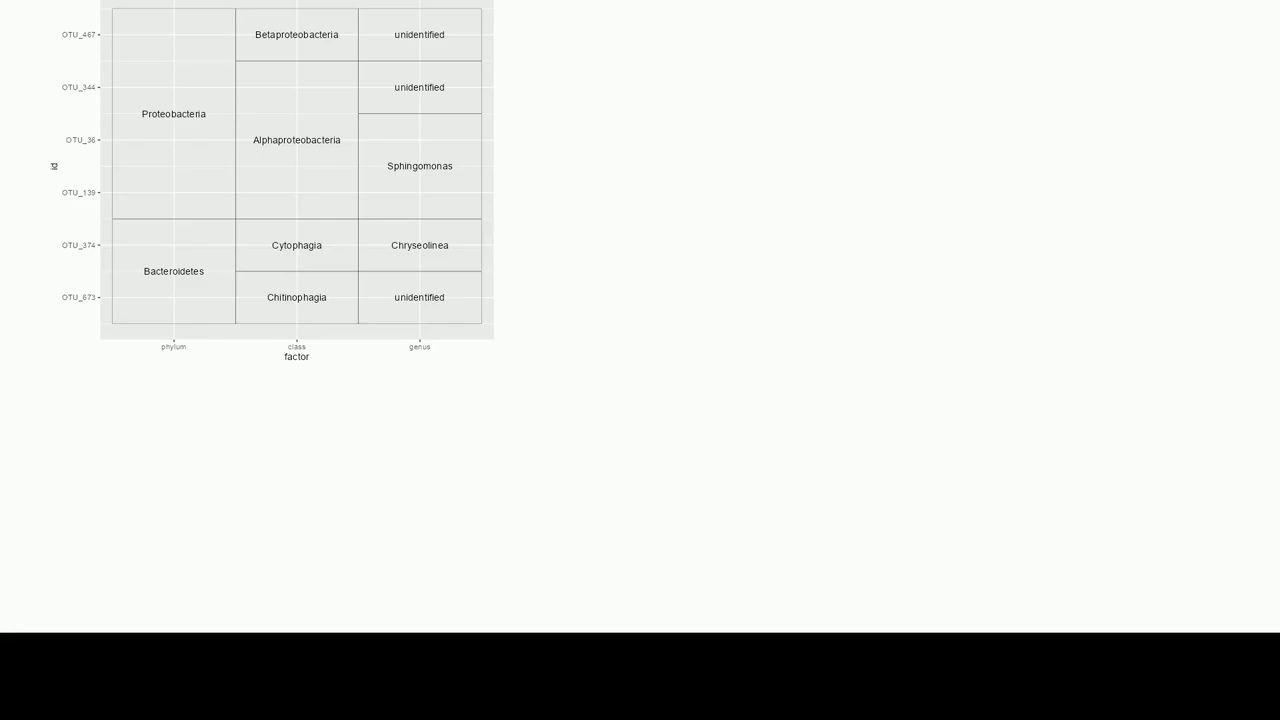 OTU_467 Betaproteobacteria unidentified
OTU_344 unidentified
Proteobacteria
OTU_36 Alphaproteobacteria
id Sphingomonas
OTU_139
OTU_374 Cytophagia Chryseolinea
Bacteroidetes
OTU_673 Chitinophagia unidentified
phylum class genus
factor